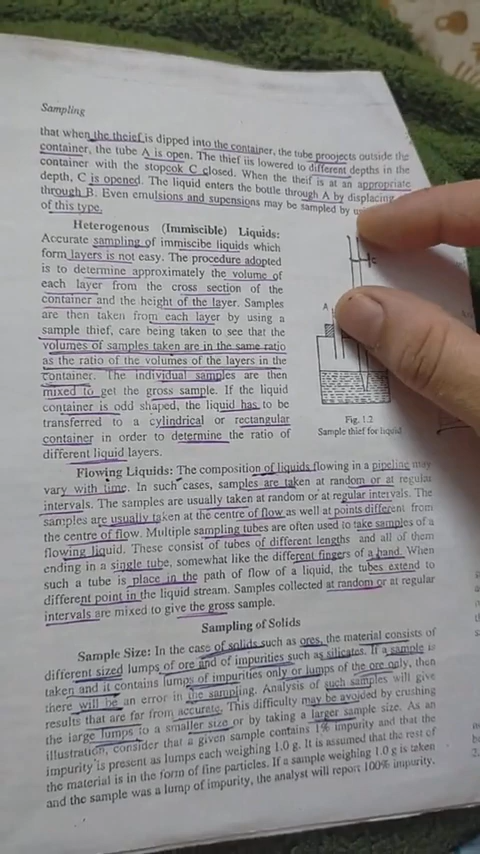 Sampling
that when the theief is dipped into the container, the tube proojects outside the
container, the tube A is open. The thief iis lowered to different depths in the
container with the stopcok C closed. When the theif is at an appropriate
depth, C is opened. The liquid enters the bottle through A by displacing
through B. Even emulsions and supensions may be sampled by
of this type.
Heterogenous (Immiscible) Liquids:
Accurate sampling of immiscibe liquids which
form layers is not easy. The procedure adopted
is to determine approximately the volume of
each layer from the cross section of the
container and the height of the layer. Samples
are then taken from each layer by using a
sample thief, care being taken to see that the
volumes of samples taken are in the same ratio
as the ratio of the volumes of the layers in the
container. The individual samples are then
mixed to get the gross sample. If the liquid
container is odd shaped, the liquid has to be
transferred to a cylindrical or rectangular
container in order to determine the ratio of
different liquid layers.
A
Fig. 1.2
Sample thief for liquid
Flowing Liquids: The composition of liquids flowing in a pipeline may
vary with time. In such cases, samples are taken at random or at regular
intervals. The samples are usually taken at random or at regular intervals. The
samples are usually taken at the centre of flow as well at points different from
the centre of flow. Multiple sampling tubes are often used to take samples of a
flowing liquid. These consist of tubes of different lengths and all of them
ending in a single tube, somewhat like the different fingers of a hand. When
such a tube is place in the path of flow of a liquid, the tubes extend to
different point in the liquid stream. Samples collected at random or at regular
intervals are mixed to give the gross sample.
Sampling of Solids
Sample Size: In the case of solids such as ores, the material consists of
different sized lumps of ore and of impurities such as silicates. If a sample is
taken and it contains lumps of impurities only or lumps of the ore only, then
there will be an error in the sampling. Analysis of such samples will give
results that are far from accurate. This difficulty may be avoided by crushing
the large lumps to a smaller size or by taking a larger sample size. As an
illustration, consider that a given sample contains 1% impurity and that the
impurity is present as lumps each weighing 1.0 g. It is assumed that the rest of
the material is in the form of fine particles. If a sample weighing 1.0 g is taken
and the sample was a lump of impurity, the analyst will report 100% impurity.